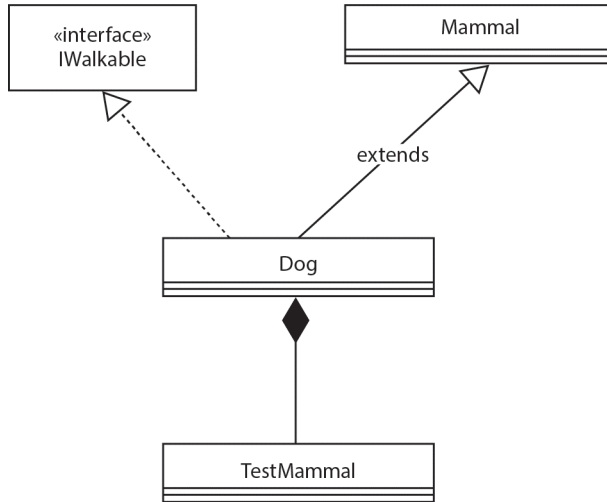 «interface»
IWalkable
Mammal
extends
Dog
TestMammal